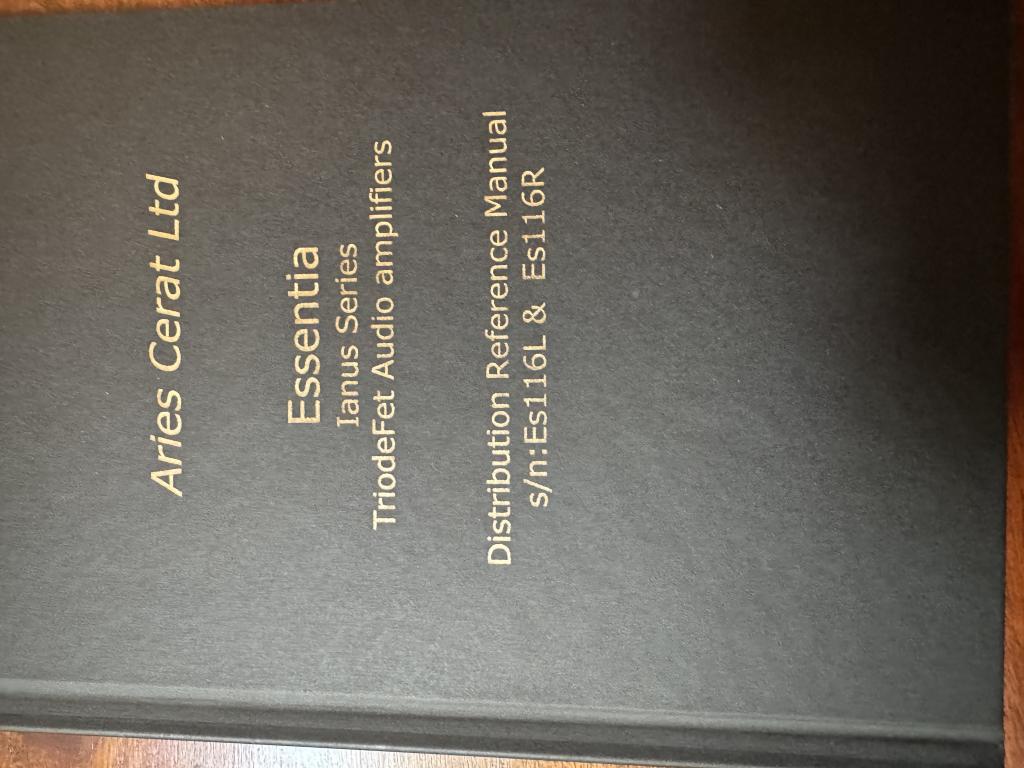 Aries Cerat Ltd
Essentia
Ianus Series
TriodeFet Audio amplifiers
Distribution Reference Manual
s/n:Es116L & Es116R